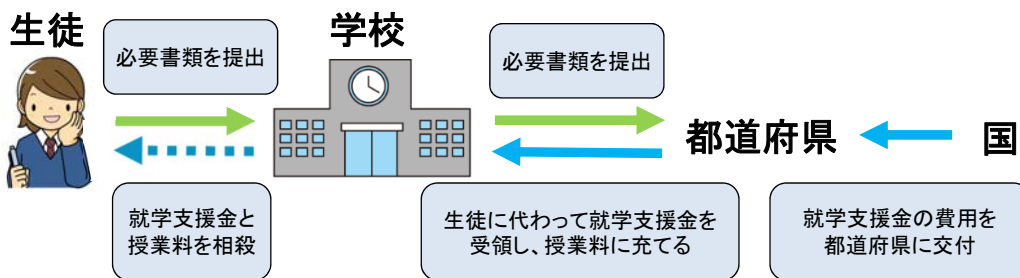 生徒
必要書類を提出
学校
必要書類を提出
都道府県
国
就学支援金と
授業料を相殺
生徒に代わって就学支援金を
受領し、授業料に充てる
就学支援金の費用を
都道府県に交付